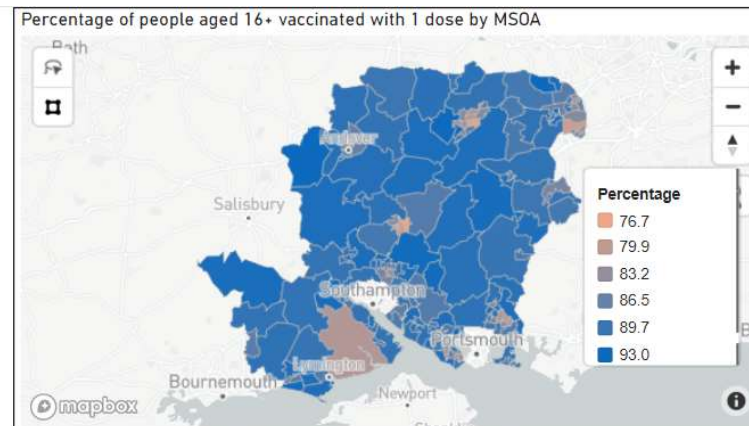 Percentage of people aged 16+ vaccinated with 1 dose by MSOA
Bath
Andover
Salisbury
Percentage
76.7
79.9
83.2
86.5
89.7
93.0
Southampton
Portsmouth
Lymington
Bournemouth
Newport
mapbox